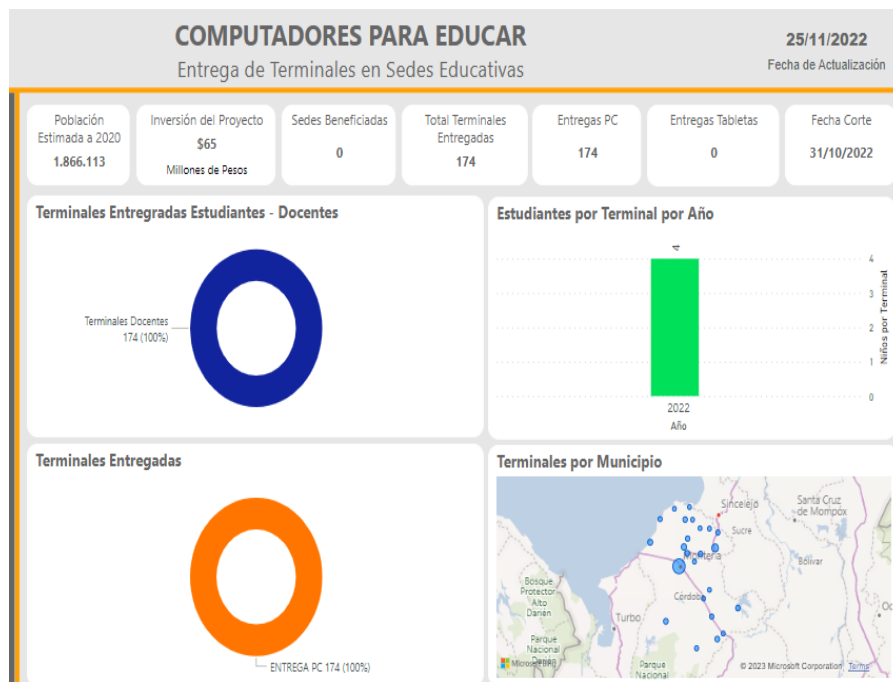 COMPUTADORES PARA EDUCAR
Entrega de Terminales en Sedes Educativas
25/11/2022
Fecha de Actualización
Población
Estimada a 2020
1.866.113
Inversión del Proyecto
$65
Millones de Pesos
Sedes Beneficiadas
0
Total Terminales
Entregadas
174
Entregas PC
174
Entregas Tabletas
0
Fecha Corte
31/10/2022
Terminales Entregradas Estudiantes - Docentes
Terminales Docentes
174 (100%)
Estudiantes por Terminal por Año
4
4
3
2
1
0
Niños por Terminal
2022
Año
Terminales Entregadas
ENTREGA PC 174 (100%)
Terminales por Municipio
Sincelejo
Santa Cruz
de Mompóx
Sucre
Montería
Bolívar
Bosque
Protector
Alto
Darién
Córdoba
Turbo
Parque
Nacional
Darién
Parque
Nacional
Microsoft
© 2023 Microsoft Corporation
Terms